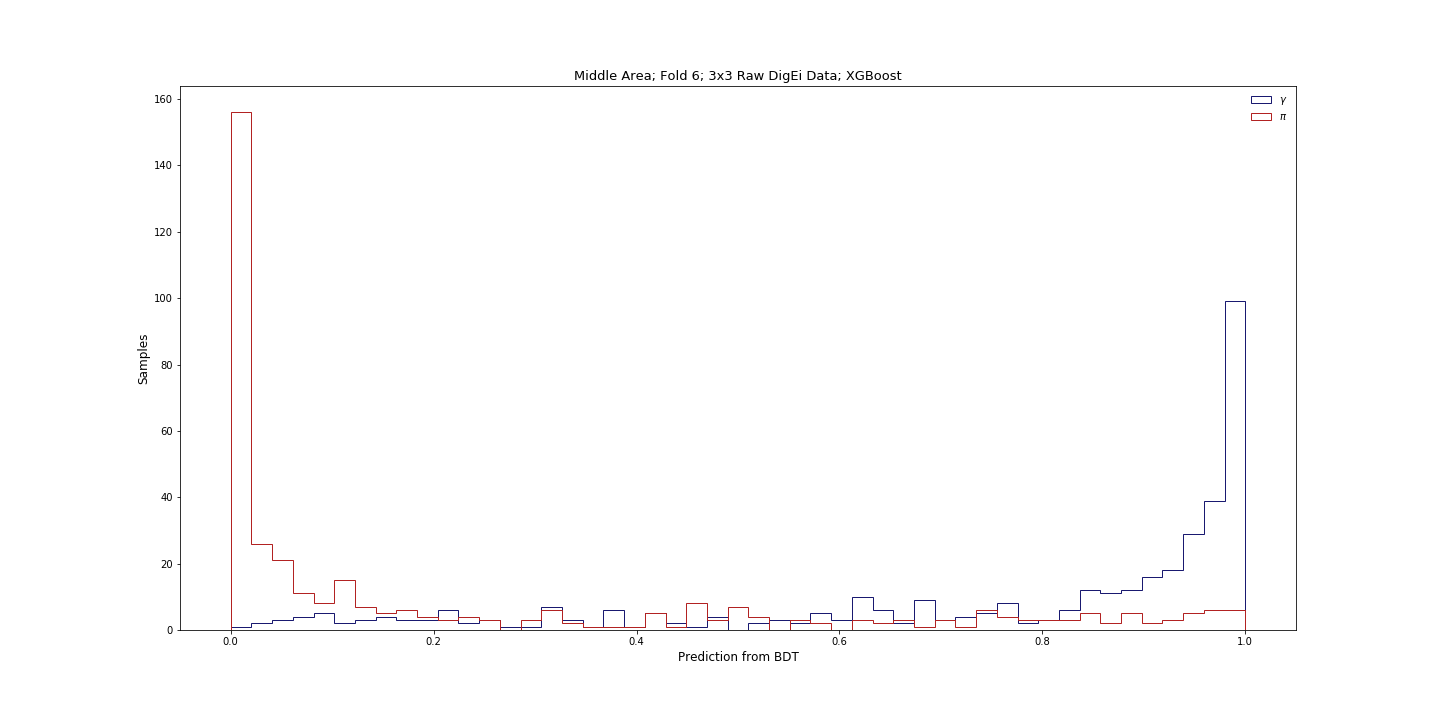 Middle Area; Fold 6; 3x3 Raw DigEi Data; XGBoost
γ
π
160
140
120
100
80
60
40
20
0
Samples
0.0 0.2 0.4 0.6 0.8 1.0
Prediction from BDT